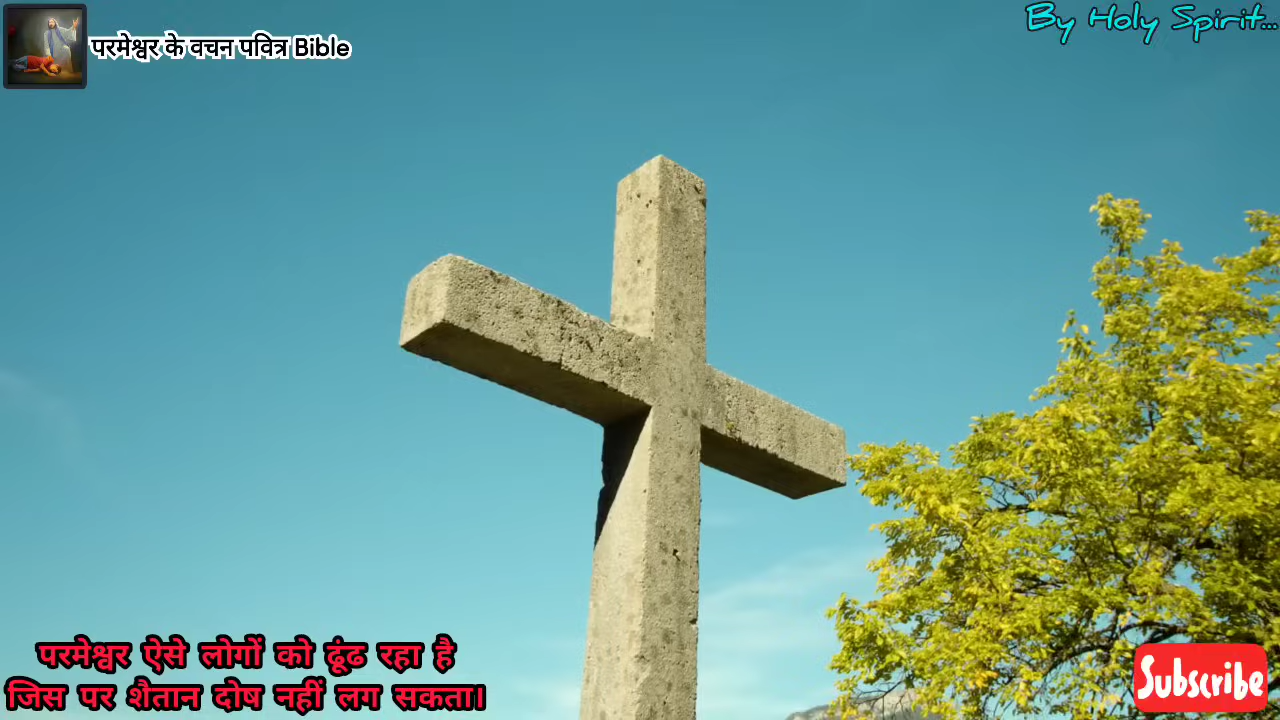 परमेश्वर के वचन पवित्र Bible
By Holy Spirit...
परमेश्वर ऐसे लोगों को ढूंढ रहा है
जिस पर शैतान दोष नहीं लग सकता।
Subscribe